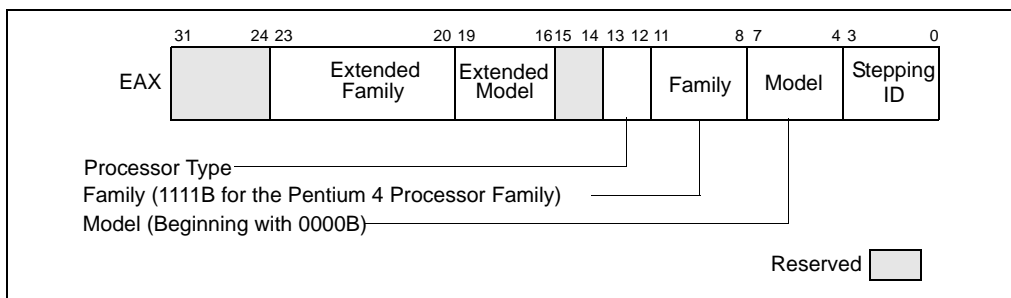 31 24 23 20 19 1615 14 13 12 11 8 7 4 3 0
EAX Extended Family Extended Model Family Model Stepping ID
Processor Type
Family (1111B for the Pentium 4 Processor Family)
Model (Beginning with 0000B)
Reserved